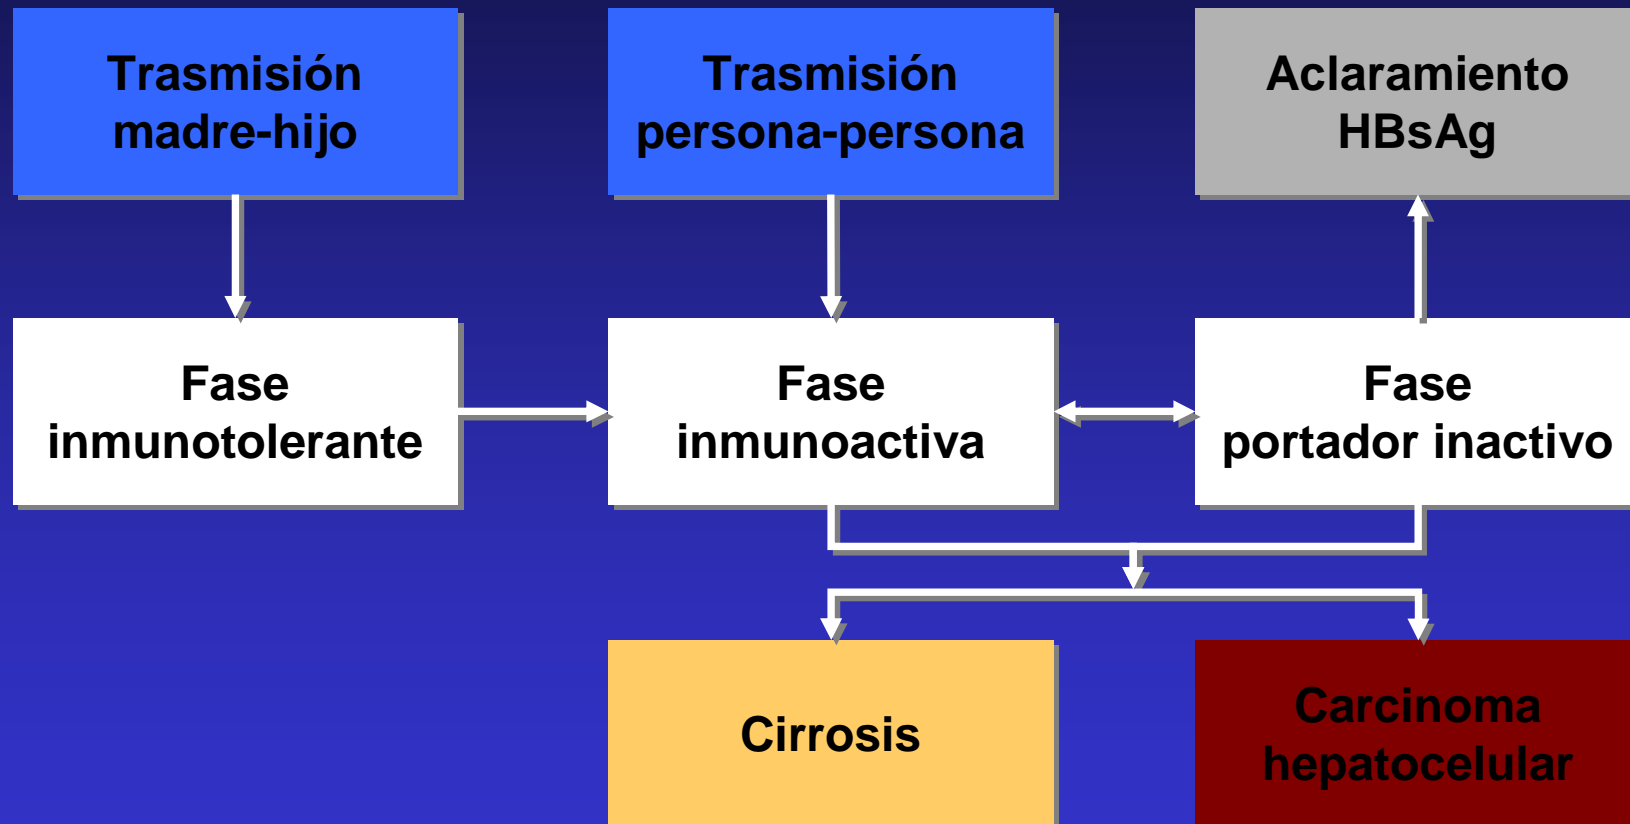 Trasmisión
madre-hijo
Trasmisión
persona-persona
Aclaramiento
HBsAg
Fase
inmunotolerante
Fase
inmunoactiva
Fase
portador inactivo
Cirrosis
Carcinoma
hepatocelular